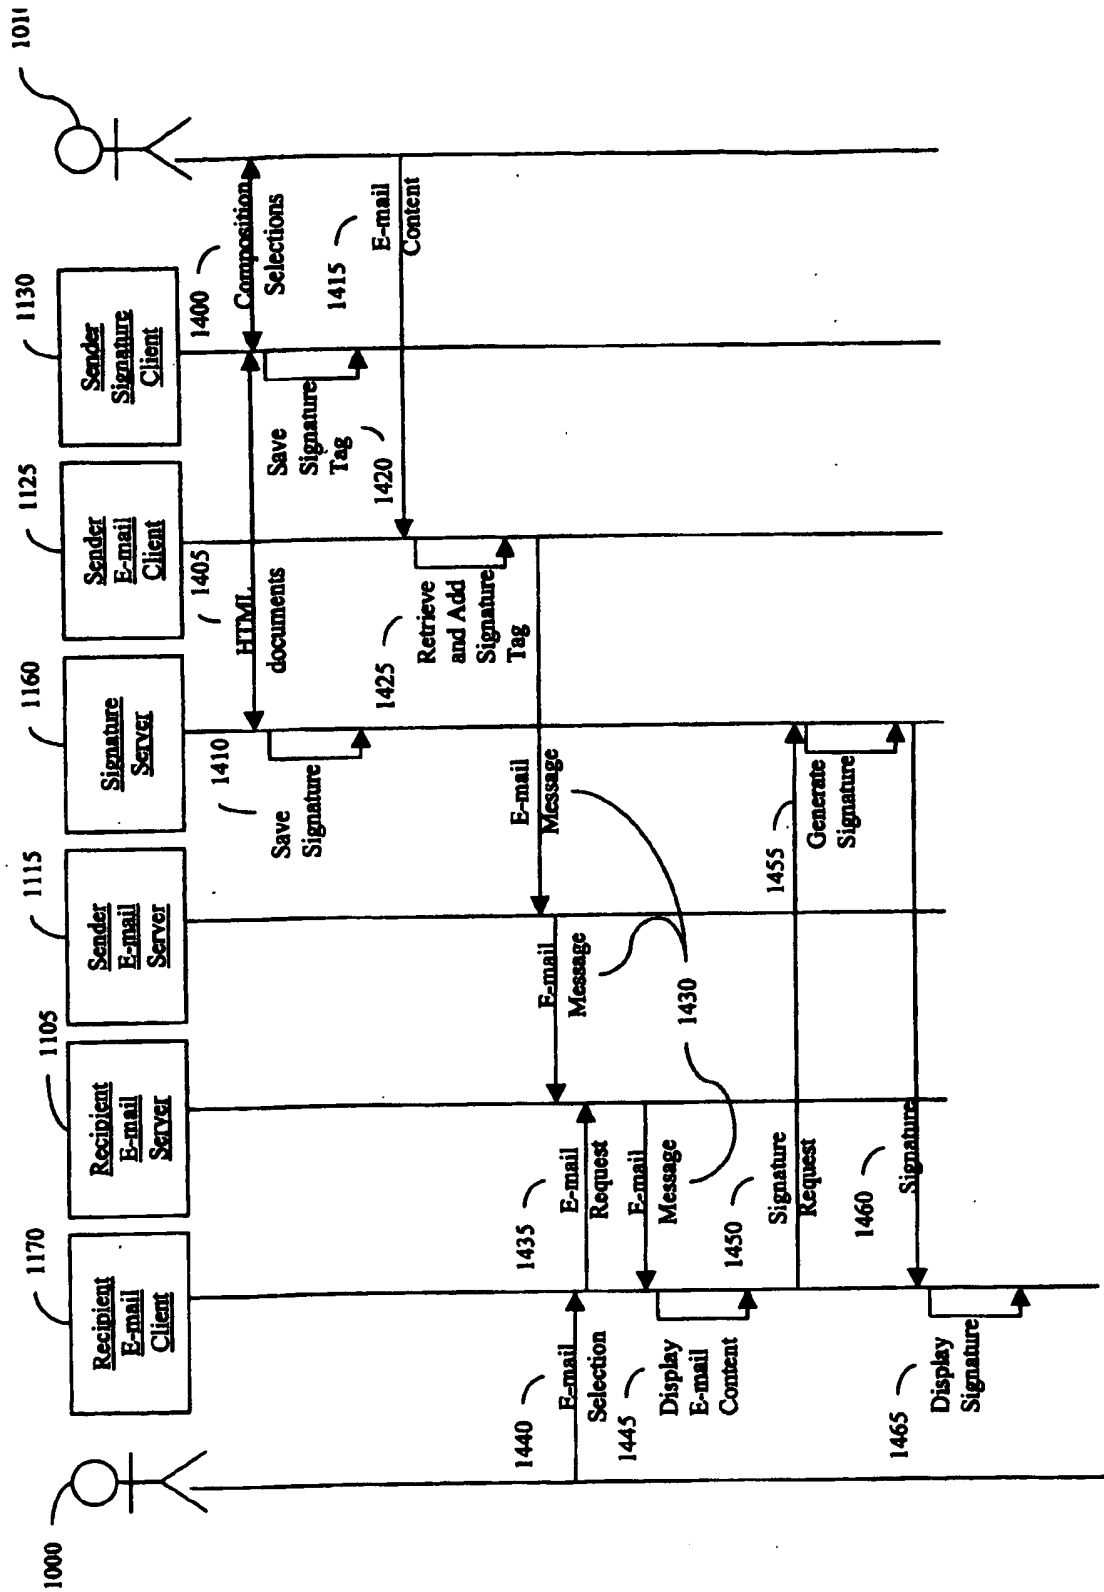 1000
1170
1105
1115
1160
1125
1130
Recipient
E-mail
Client
Recipient
E-mail
Server
Sender
E-mail
Server
Signature
Server
Sender
E-mail
Client
Sender
Signature
Client
1400
Composition
Selections
1405
HTML
documents
1410
Save
Signature
Save
Signature
Tag
1415
E-mail
Content
1420
1425
Retrieve
and Add
Signature
Tag
E-mail
Message
E-mail
Message
1430
1435
E-mail
Request
1440
E-mail
Selection
E-mail
Message
1445
Display
E-mail
Content
1450
Signature
Request
1455
Generate
Signature
1460
Signature
1465
Display
Signature